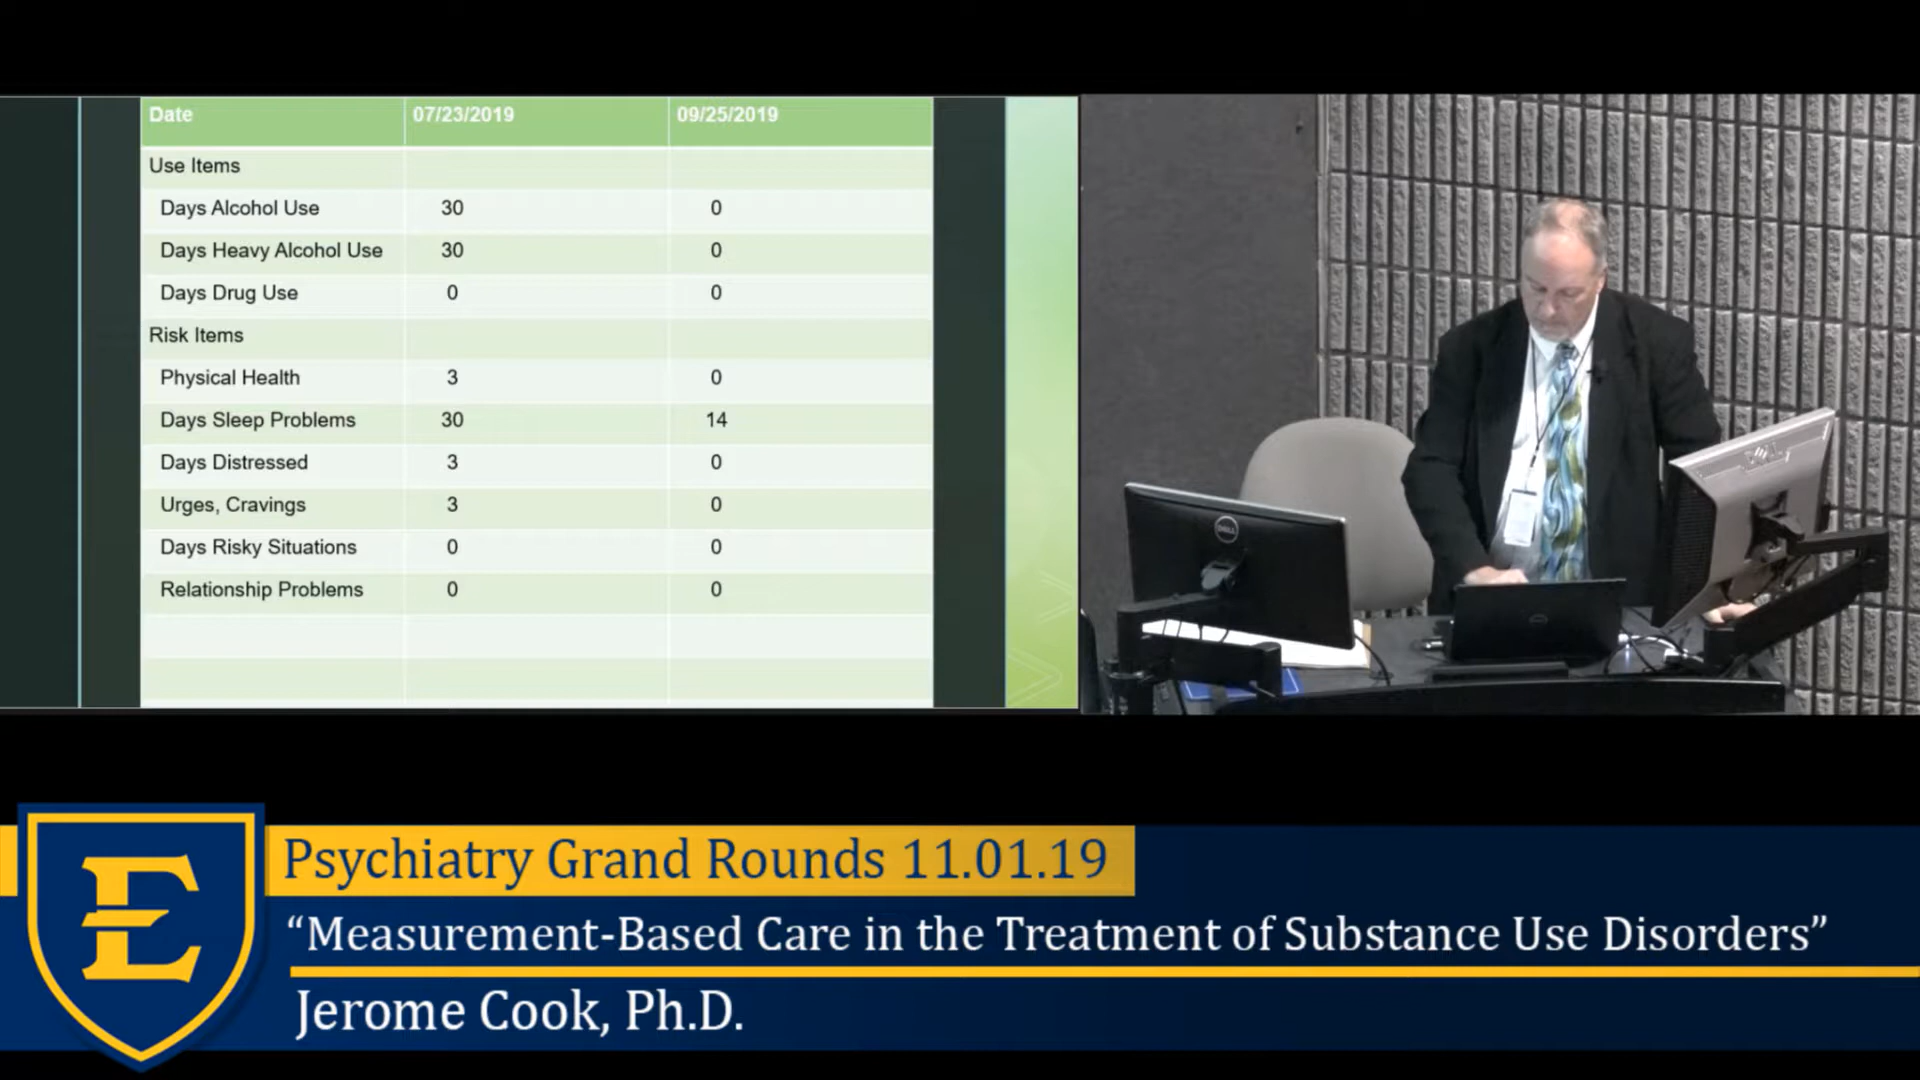 Date 07/23/2019 09/25/2019
Use Items
Days Alcohol Use 30 0
Days Heavy Alcohol Use 30 0
Days Drug Use 0 0
Risk Items
Physical Health 3 0
Days Sleep Problems 30 14
Days Distressed 3 0
Urges, Cravings 3 0
Days Risky Situations 0 0
Relationship Problems 0 0
DELL
DELL
E
Psychiatry Grand Rounds 11.01.19
“Measurement-Based Care in the Treatment of Substance Use Disorders”
Jerome Cook, Ph.D.